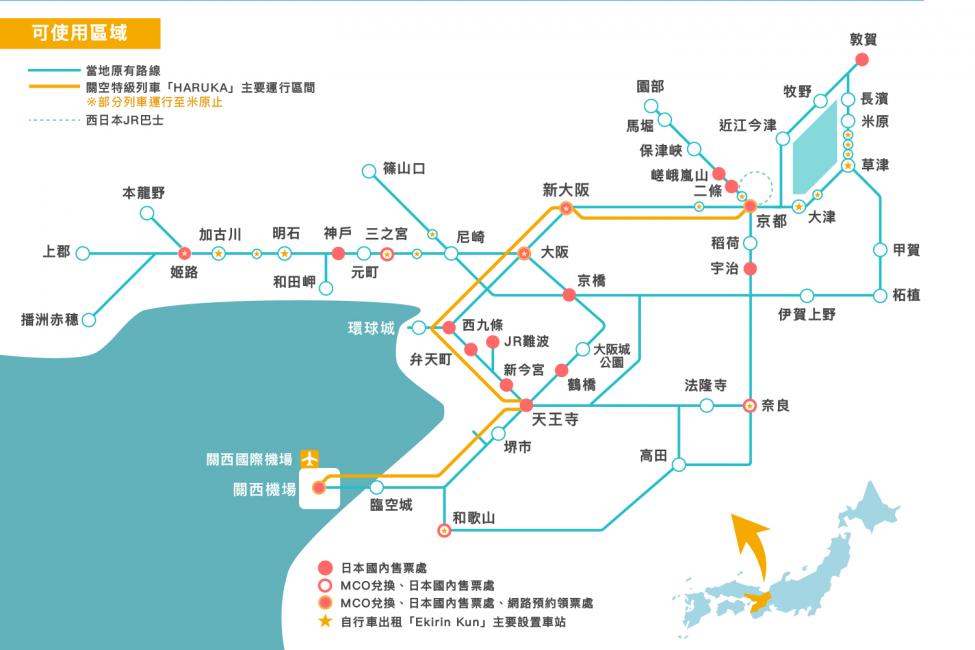 可使用區域
當地原有路線
關空特級列車「HARUKA」主要運行區間
※部分列車運行至米原止
西日本JR巴士
敦賀
牧野
長濱
園部
近江今津
米原
馬堀
保津峽
草津
嵯峨嵐山
二條
篠山口
新大阪
京都
大津
本龍野
加古川
明石
神戶
三之宮
尼崎
稻荷
上郡
姬路
元町
大阪
宇治
甲賀
和田岬
京橋
伊賀上野
柘植
播洲赤穗
環球城
西九條
JR難波
大阪城
公園
弁天町
新今宮
鶴橋
法隆寺
奈良
天王寺
堺市
高田
關西國際機場
關西機場
臨空城
和歌山
日本國內售票處
MCO兌換、日本國內售票處
MCO兌換、日本國內售票處、網路預約領票處
自行車出租「Ekirin Kun」主要設置車站